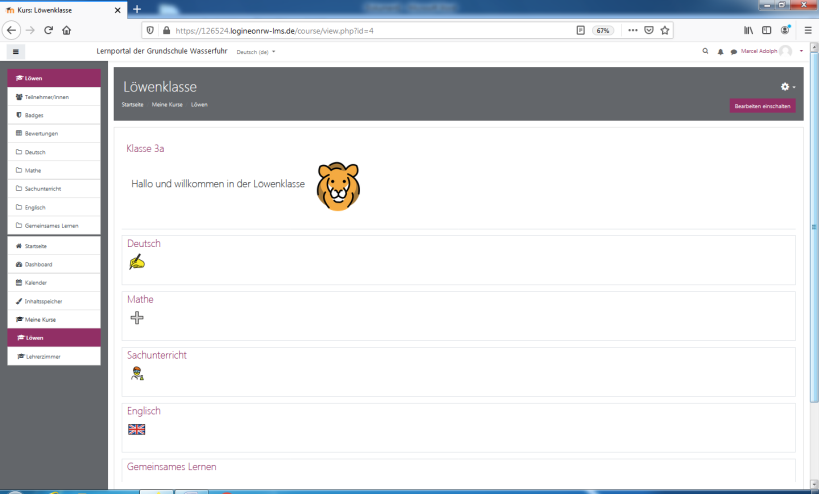 Kurs: Löwenklasse
https://126524.logineonrw-lms.de/course/view.php?id=4
67%
Lernportal der Grundschule Wasserfuhr
Deutsch (de)
Marcel Adolph
Löwen
Teilnehmer/innen
Badges
Bewertungen
Deutsch
Mathe
Sachunterricht
Englisch
Gemeinsames Lernen
Startseite
Dashboard
Kalender
Inhaltsspeicher
Meine Kurse
Löwen
Lehrerzimmer
Löwenklasse
Startseite Meine Kurse Löwen
Bearbeiten einschalten
Klasse 3a
Hallo und willkommen in der Löwenklasse
Deutsch
Mathe
Sachunterricht
Englisch
Gemeinsames Lernen